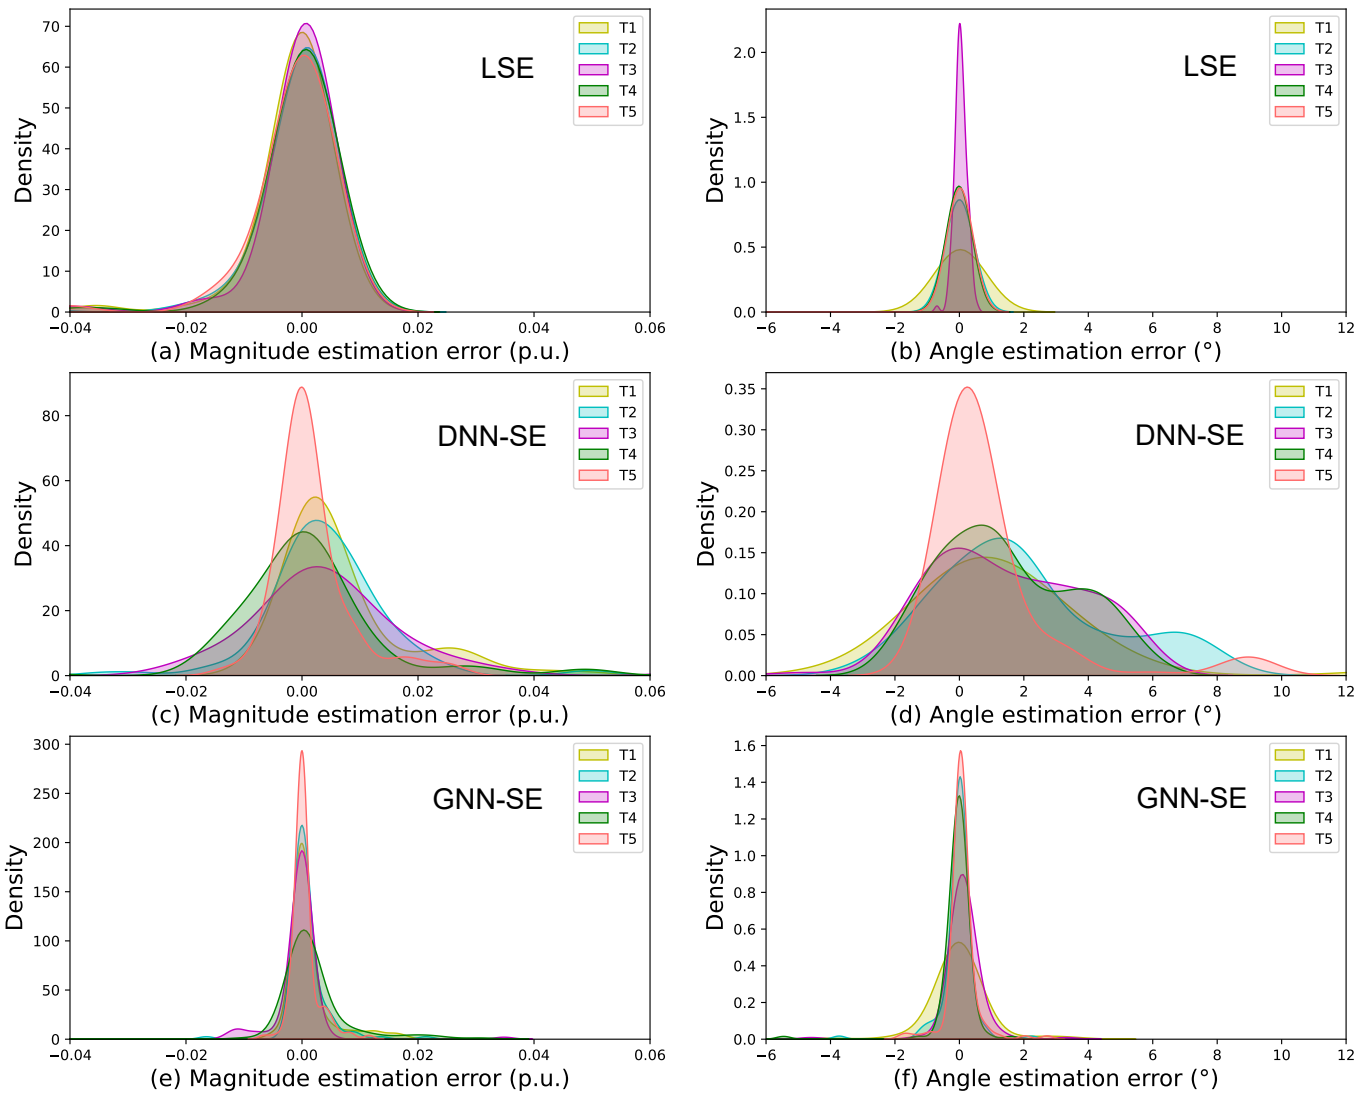 70
60
50
40
30
20
10
0
Density
LSE
T1
T2
T3
T4
T5
−0.04 −0.02 0.00 0.02 0.04 0.06
(a) Magnitude estimation error (p.u.)
2.0
1.5
1.0
0.5
0.0
Density
LSE
T1
T2
T3
T4
T5
−6 −4 −2 0 2 4 6 8 10 12
(b) Angle estimation error (°)
80
60
40
20
0
Density
DNN-SE
T1
T2
T3
T4
T5
−0.04 −0.02 0.00 0.02 0.04 0.06
(c) Magnitude estimation error (p.u.)
0.35
0.30
0.25
0.20
0.15
0.10
0.05
0.00
Density
DNN-SE
T1
T2
T3
T4
T5
−6 −4 −2 0 2 4 6 8 10 12
(d) Angle estimation error (°)
300
250
200
150
100
50
0
Density
GNN-SE
T1
T2
T3
T4
T5
−0.04 −0.02 0.00 0.02 0.04 0.06
(e) Magnitude estimation error (p.u.)
1.6
1.4
1.2
1.0
0.8
0.6
0.4
0.2
0.0
Density
GNN-SE
T1
T2
T3
T4
T5
−6 −4 −2 0 2 4 6 8 10 12
(f) Angle estimation error (°)